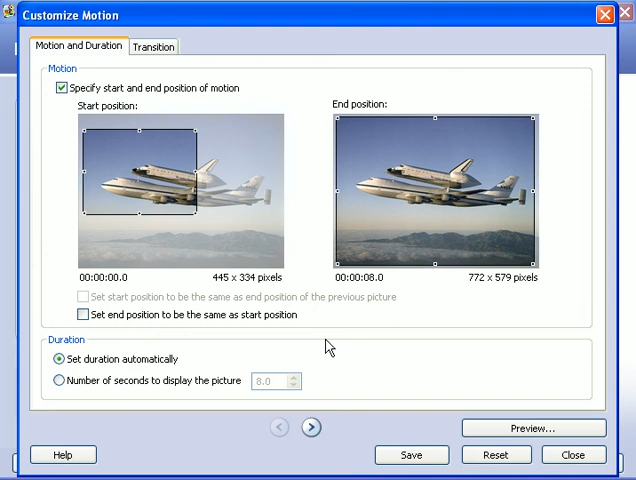 Customize Motion
Motion and Duration
Transition
Motion
Specify start and end position of motion
Start position:
End position:
00:00:00.0
445 x 334 pixels
00:00:08.0
772 x 579 pixels
Set start position to be the same as end position of the previous picture
Set end position to be the same as start position
Duration
Set duration automatically
Number of seconds to display the picture
8.0
Preview...
Help
Save
Reset
Close